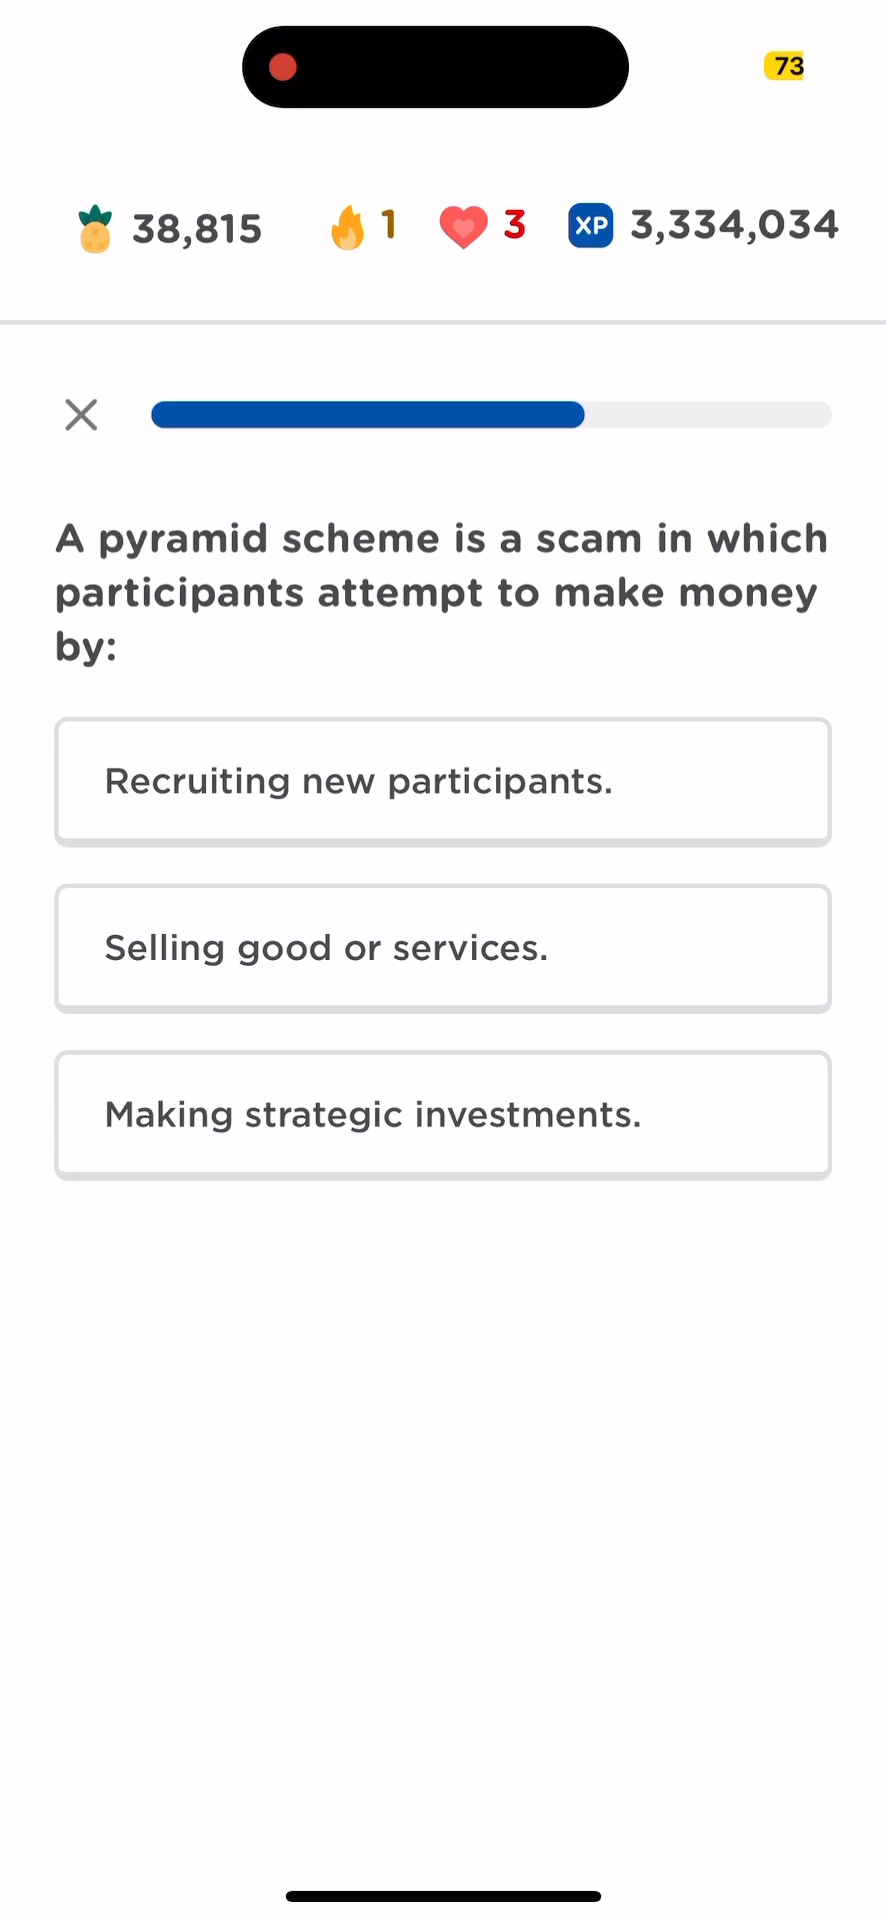 73
38,815
1
3
XP 3,334,034
A pyramid scheme is a scam in which
participants attempt to make money
by:
Recruiting new participants.
Selling good or services.
Making strategic investments.